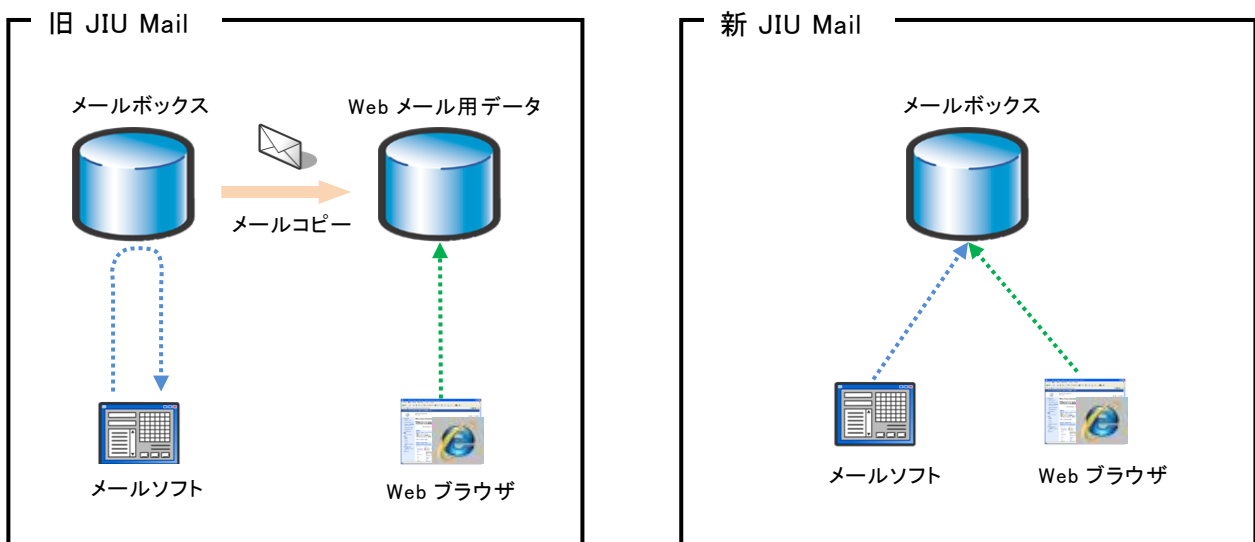 旧 JIU Mail
メールボックス
Web メール用データ
メールコピー
メールソフト
Web ブラウザ
新 JIU Mail
メールボックス
メールソフト
Web ブラウザ